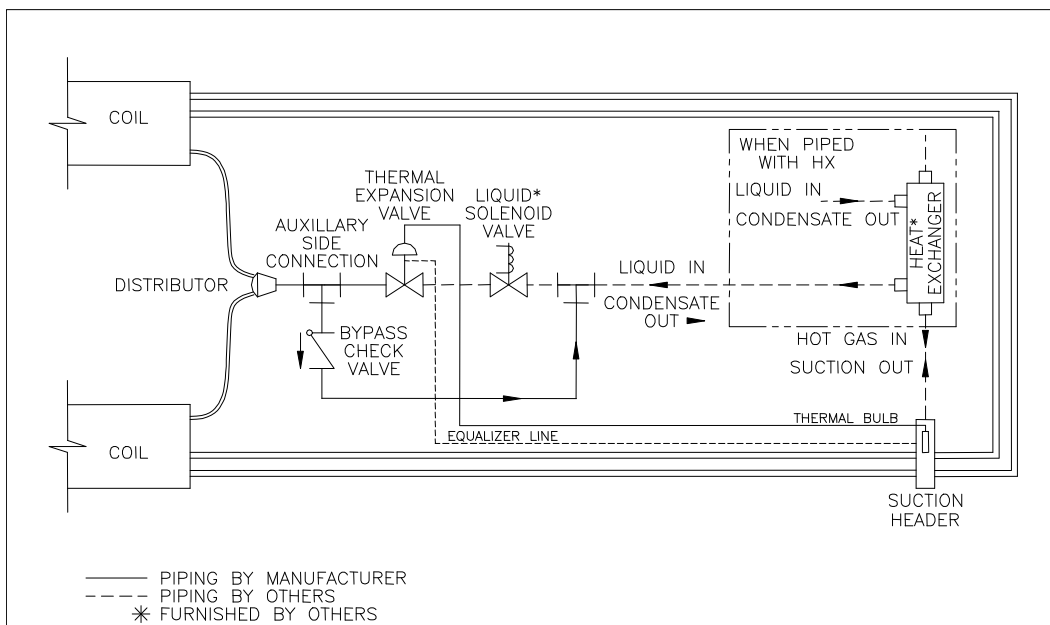 COIL
WHEN PIPED
WITH HX
LIQUID IN
CONDENSATE OUT
HEAT*
EXCHANGER
THERMAL
EXPANSION
VALVE
LIQUID*
SOLENOID
VALVE
AUXILLARY
SIDE
CONNECTION
DISTRIBUTOR
LIQUID IN
CONDENSATE
OUT
HOT GAS IN
SUCTION OUT
BYPASS
CHECK
VALVE
THERMAL BULB
EQUALIZER LINE
COIL
SUCTION
HEADER
PIPING BY MANUFACTURER
PIPING BY OTHERS
* FURNISHED BY OTHERS